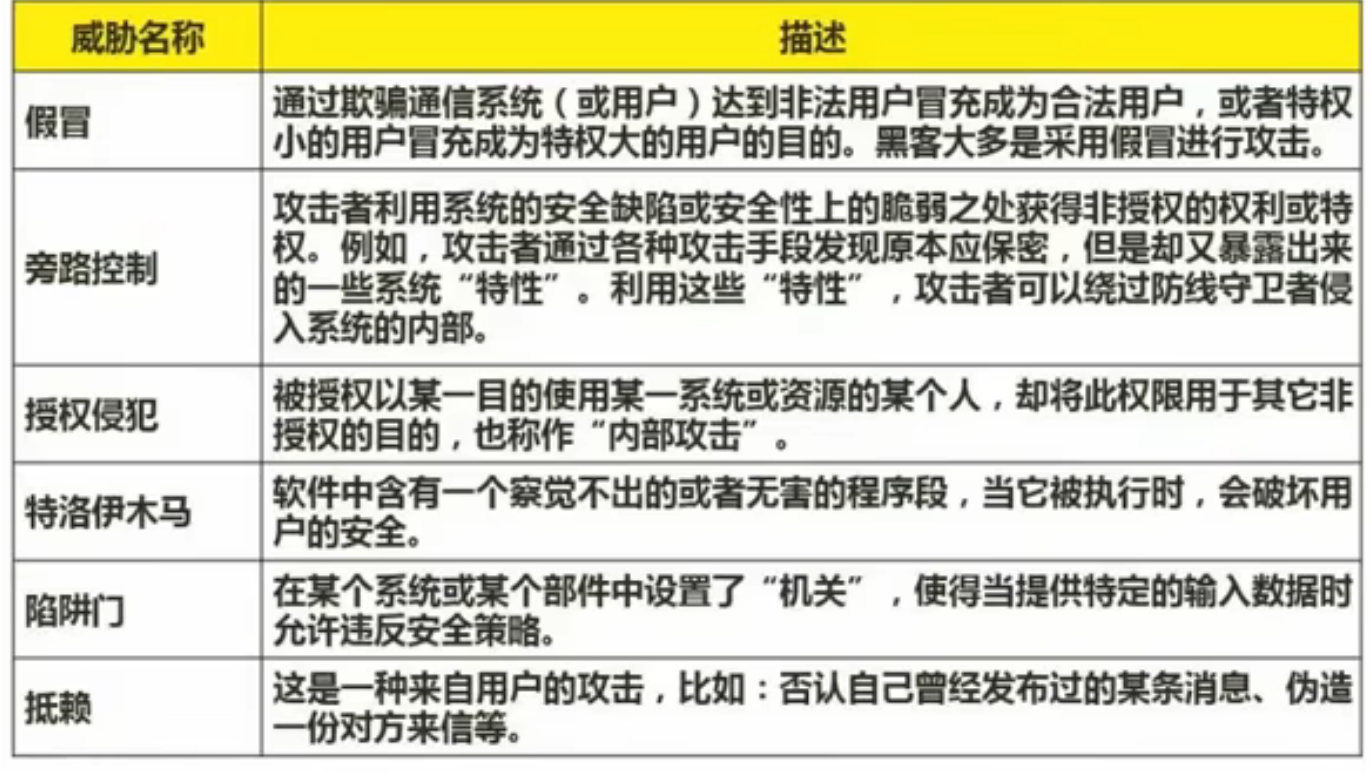 威胁名称
描述
假冒
通过欺骗通信系统（或用户）达到非法用户冒充成为合法用户，或者特权
小的用户冒充成为特权大的用户的目的。黑客大多是采用假冒进行攻击。
旁路控制
攻击者利用系统的安全缺陷或安全性上的脆弱之处获得非授权的权利或特
权。例如，攻击者通过各种攻击手段发现原本应保密，但是却又暴露出来
的一些系统“特性”。利用这些“特性”，攻击者可以绕过防线守卫者侵
入系统的内部。
授权侵犯
被授权以某一目的使用某一系统或资源的某个人，却将此权限用于其它非
授权的目的，也称作“内部攻击”。
特洛伊木马
软件中含有一个察觉不出的或者无害的程序段，当它被执行时，会破坏用
户的安全。
陷阱门
在某个系统或某个部件中设置了“机关”，使得当提供特定的输入数据时
允许违反安全策略。
抵赖
这是一种来自用户的攻击，比如：否认自己曾经发布过的某条消息、伪造
一份对方来信等。